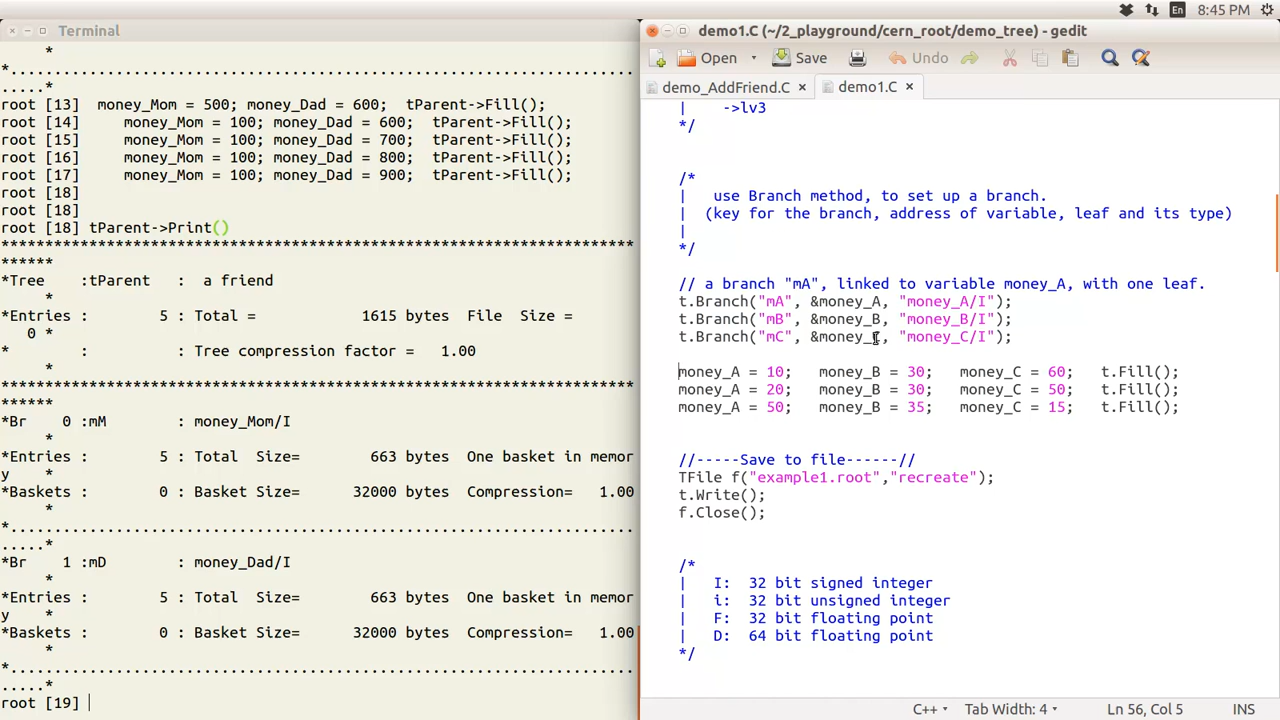 En 8:45 PM
Terminal
*
*.......................................................................
.....*
root [13]  money_Mom = 500; money_Dad = 600;  tParent->Fill();
root [14]     money_Mom = 100; money_Dad = 600;  tParent->Fill();
root [15]     money_Mom = 100; money_Dad = 700;  tParent->Fill();
root [16]     money_Mom = 100; money_Dad = 800;  tParent->Fill();
root [17]     money_Mom = 100; money_Dad = 900;  tParent->Fill();
root [18]
root [18]
root [18] tParent->Print()
************************************************************************
******
*Tree    :tParent   :  a friend
*
*Entries :        5 : Total =            1615 bytes  File  Size =
0 *
*        :          : Tree compression factor =   1.00
*
************************************************************************
******
*Br    0 :mM        : money_Mom/I
*
*Entries :        5 : Total  Size=        663 bytes  One basket in memor
y *
*Baskets :        0 : Basket Size=      32000 bytes  Compression=   1.00
*
*.......................................................................
.....*
*Br    1 :mD        : money_Dad/I
*
*Entries :        5 : Total  Size=        663 bytes  One basket in memor
y *
*Baskets :        0 : Basket Size=      32000 bytes  Compression=   1.00
*
*.......................................................................
.....*
root [19]
demo1.C (~/2_playground/cern_root/demo_tree) - gedit
Open Save Undo
demo_AddFriend.C × demo1.C ×
|    ->lv3
*/
/*
|   use Branch method, to set up a branch.
|  (key for the branch, address of variable, leaf and its type)
|
*/
// a branch "mA", linked to variable money_A, with one leaf.
t.Branch("mA", &money_A, "money_A/I");
t.Branch("mB", &money_B, "money_B/I");
t.Branch("mC", &money_C, "money_C/I");
money_A = 10;   money_B = 30;   money_C = 60;   t.Fill();
money_A = 20;   money_B = 30;   money_C = 50;   t.Fill();
money_A = 50;   money_B = 35;   money_C = 15;   t.Fill();
//-----Save to file------//
TFile f("example1.root","recreate");
t.Write();
f.Close();
/*
|   I:  32 bit signed integer
|   i:  32 bit unsigned integer
|   F:  32 bit floating point
|   D:  64 bit floating point
*/
C++ Tab Width: 4 Ln 56, Col 5 INS